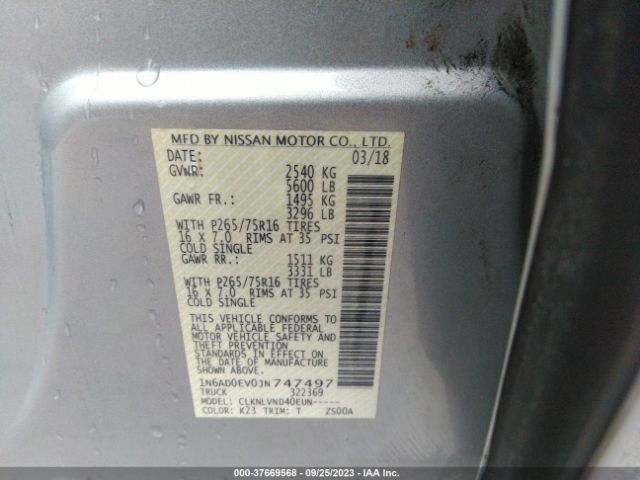 MFD BY NISSAN MOTOR CO., LTD.
DATE: 03/18
GVWR: 2540 KG
5600 LB
GAWR FR.: 1495 KG
3296 LB
WITH P265/75R16 TIRES
16 X 7.0 RIMS AT 35 PSI
COLD SINGLE
GAWR RR.: 1511 KG
3331 LB
WITH P265/75R16 TIRES
16 X 7.0 RIMS AT 35 PSI
COLD SINGLE
THIS VEHICLE CONFORMS TO
ALL APPLICABLE FEDERAL
MOTOR VEHICLE SAFETY AND
THEFT PREVENTION
STANDARDS IN EFFECT ON
THE DATE OF MANUFACTURE
SHOWN ABOVE.
1N6AD0EV0JN747497
TRUCK 322369
MODEL: CLKNLVND40EUN-----
COLOR: K23 TRIM: T ZS00A
000-37669568 - 09/25/2023 - IAA Inc.